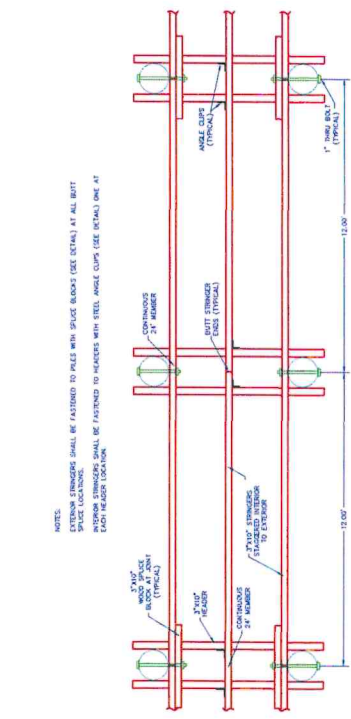 NOTES:
EXTERIOR STRINGERS SHALL BE FASTENED TO PILES WITH SPLICE BLOCKS (SEE DETAIL) AT ALL BUTT
SPLICE LOCATIONS.
INTERIOR STRINGERS SHALL BE FASTENED TO HEADERS WITH STEEL ANGLE CLIPS (SEE DETAIL) ONE AT
EACH HEADER LOCATION.
3"X10"
WOOD SPLICE
BLOCK AT JOINT
(TYPICAL)
3"X10"
HEADER
CONTINUOUS
24' MEMBER
3"X10" STRINGERS
STAGGERED INTERIOR
TO EXTERIOR
CONTINUOUS
24' MEMBER
BUTT STRINGER
ENDS (TYPICAL)
ANGLE CLIPS
(TYPICAL)
1" THRU BOLT
(TYPICAL)
12.00'
12.00'